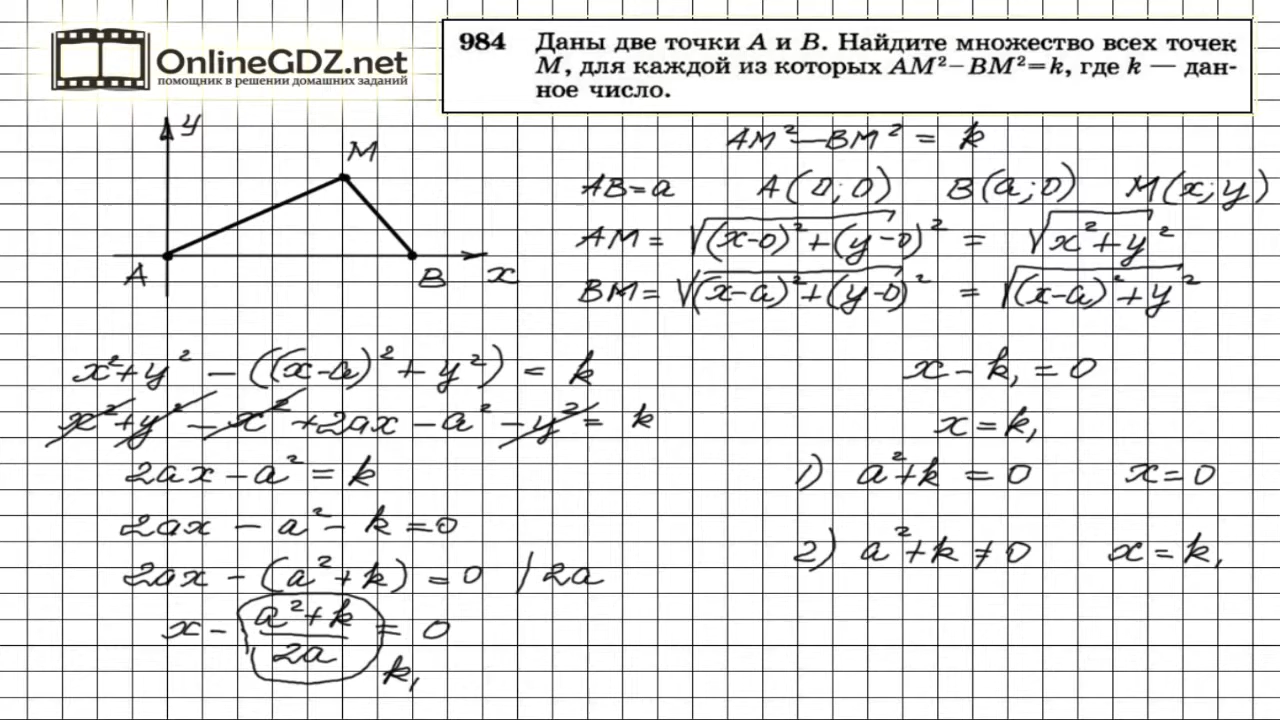 OnlineGDZ.net
помощник в решении домашних заданий
984 Даны две точки A и B. Найдите множество всех точек
M, для каждой из которых AM²−BM²=k, где k — дан-
ное число.
AM² − BM² = k
AB = a A(0; 0) B(a; 0) M(x; y)
AM = √((x-0)²+(y-0)²) = √(x²+y²)
BM = √((x-a)²+(y-0)²) = √((x-a)²+y²)
y
M
A
B
x
x²+y² − ((x-a)²+y²) = k
x²+y² − x² + 2ax − a² − y² = k
2ax − a² = k
2ax − a² − k = 0
2ax − (a²+k) = 0 | 2a
x − (a²+k)/2a = 0
k₁
x − k₁ = 0
x = k₁
1) a²+k = 0 x = 0
2) a²+k ≠ 0 x = k₁